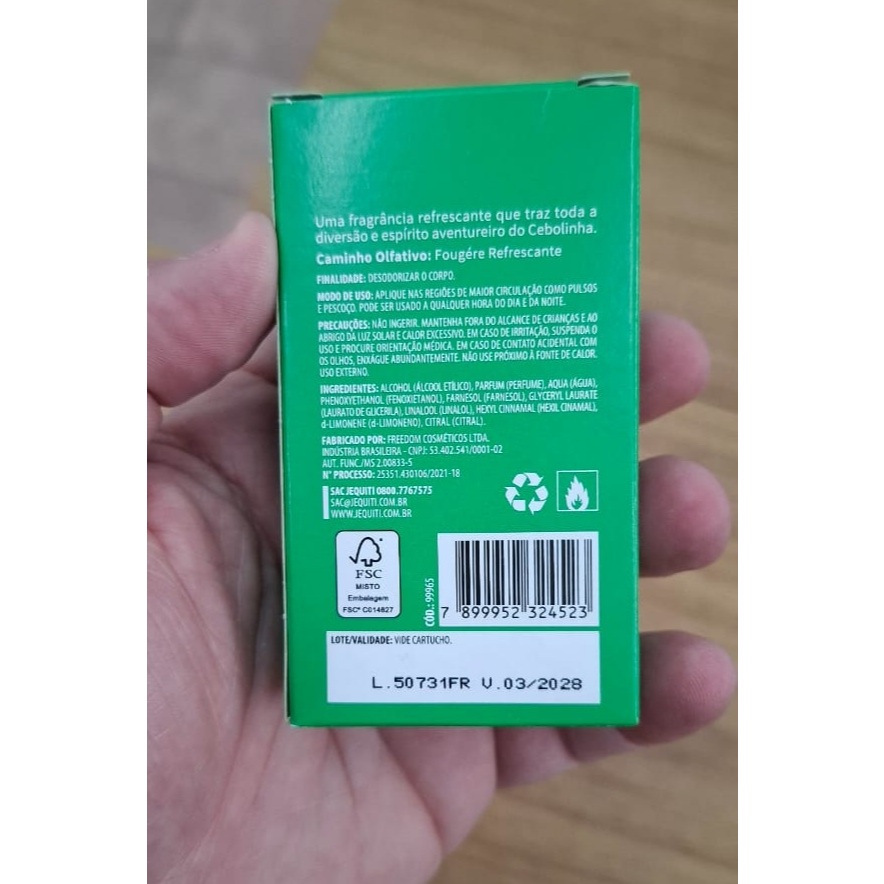 Uma fragrância refrescante que traz toda a
diversão e espírito aventureiro do Cebolinha.
Caminho Olfativo: Fougére Refrescante
FINALIDADE: DESODORIZAR O CORPO.
MODO DE USO: APLIQUE NAS REGIÕES DE MAIOR CIRCULAÇÃO COMO PULSOS
E PESCOÇO. PODE SER USADO A QUALQUER HORA DO DIA E DA NOITE.
PRECAUÇÕES: NÃO INGERIR. MANTENHA FORA DO ALCANCE DE CRIANÇAS E AO
ABRIGO DA LUZ SOLAR E CALOR EXCESSIVO. EM CASO DE IRRITAÇÃO, SUSPENDA O
USO E PROCURE ORIENTAÇÃO MÉDICA. EM CASO DE CONTATO ACIDENTAL COM
OS OLHOS, ENXÁGUE ABUNDANTEMENTE. NÃO USE PRÓXIMO À FONTE DE CALOR.
USO EXTERNO.
INGREDIENTES: ALCOHOL (ÁLCOOL ETÍLICO), PARFUM (PERFUME), AQUA (ÁGUA),
PHENOXYETHANOL (FENOXIETANOL), FARNESOL (FARNESOL), GLYCERYL LAURATE
(LAURATO DE GLICERILA), LINALOOL (LINALOL), HEXYL CINNAMAL (HEXIL CINAMAL),
d-LIMONENE (d-LIMONENO), CITRAL (CITRAL).
FABRICADO POR: FREEDOM COSMÉTICOS LTDA.
INDÚSTRIA BRASILEIRA - CNPJ: 53.402.541/0001-02
AUT. FUNC./MS 2.00833-5
N° PROCESSO: 25351.430106/2021-18
SAC JEQUITI 0800.7767575
SAC@JEQUITI.COM.BR
WWW.JEQUITI.COM.BR
FSC
MISTO
Embalagem
FSC® C014827
CÓD.: 99965
7 899952 324523
LOTE/VALIDADE: VIDE CARTUCHO.
L.50731FR V.03/2028